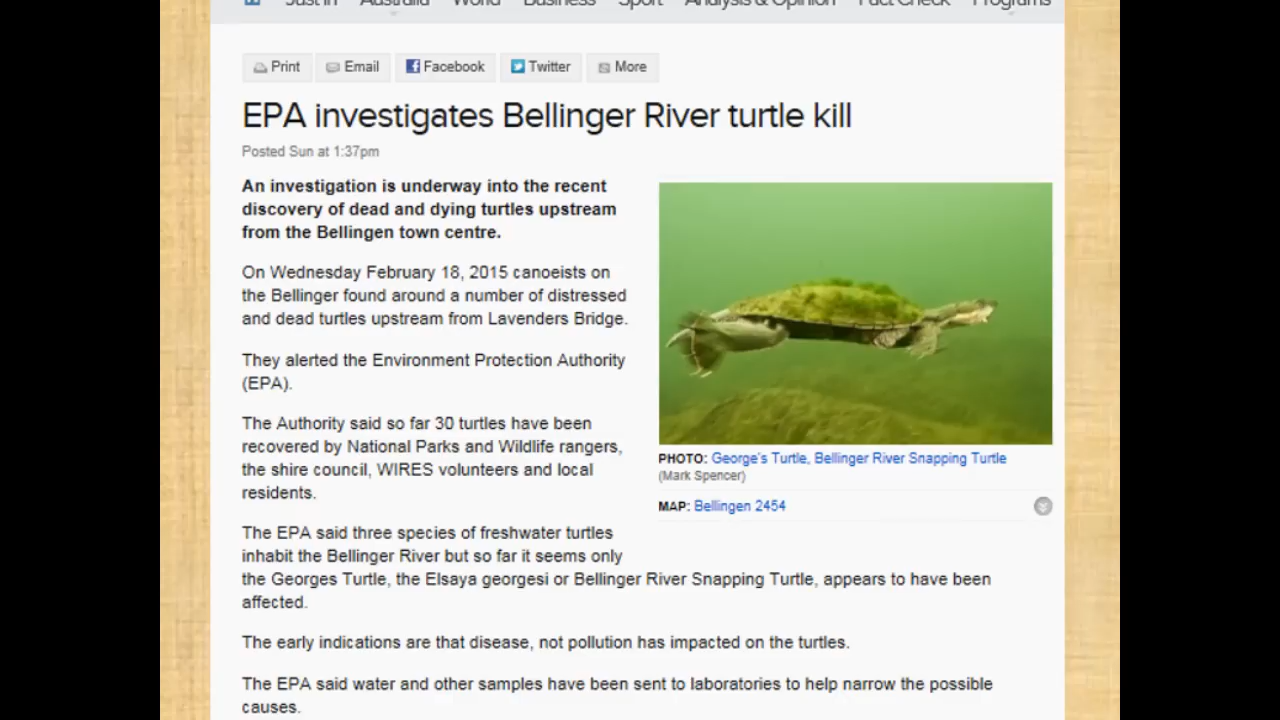 Just In Australia World Business Sport Analysis & Opinion Fact Check Programs
Print Email Facebook Twitter More
EPA investigates Bellinger River turtle kill
Posted Sun at 1:37pm
An investigation is underway into the recent
discovery of dead and dying turtles upstream
from the Bellingen town centre.
On Wednesday February 18, 2015 canoeists on
the Bellinger found around a number of distressed
and dead turtles upstream from Lavenders Bridge.
They alerted the Environment Protection Authority
(EPA).
The Authority said so far 30 turtles have been
recovered by National Parks and Wildlife rangers,
the shire council, WIRES volunteers and local
residents.
PHOTO: George's Turtle, Bellinger River Snapping Turtle
(Mark Spencer)
MAP: Bellingen 2454
The EPA said three species of freshwater turtles
inhabit the Bellinger River but so far it seems only
the Georges Turtle, the Elsaya georgesi or Bellinger River Snapping Turtle, appears to have been
affected.
The early indications are that disease, not pollution has impacted on the turtles.
The EPA said water and other samples have been sent to laboratories to help narrow the possible
causes.